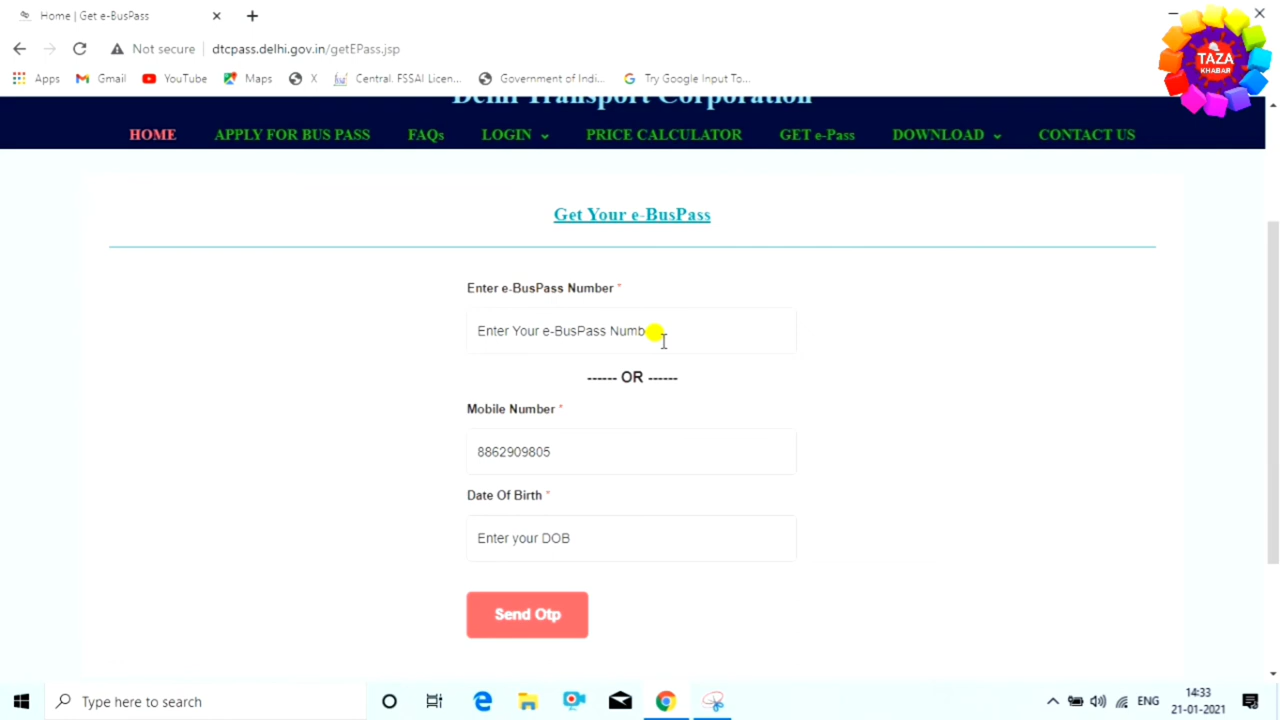 Home | Get e-BusPass
Not secure | dtcpass.delhi.gov.in/getEPass.jsp
Apps Gmail YouTube Maps X Central. FSSAI Licen... Government of Indi... Try Google Input To...
TAZA
KHABAR
Delhi Transport Corporation
HOME APPLY FOR BUS PASS FAQs LOGIN PRICE CALCULATOR GET e-Pass DOWNLOAD CONTACT US
Get Your e-BusPass
Enter e-BusPass Number *
Enter Your e-BusPass Numb
------ OR ------
Mobile Number *
8862909805
Date Of Birth *
Enter your DOB
Send Otp
Type here to search
ENG
14:33
21-01-2021